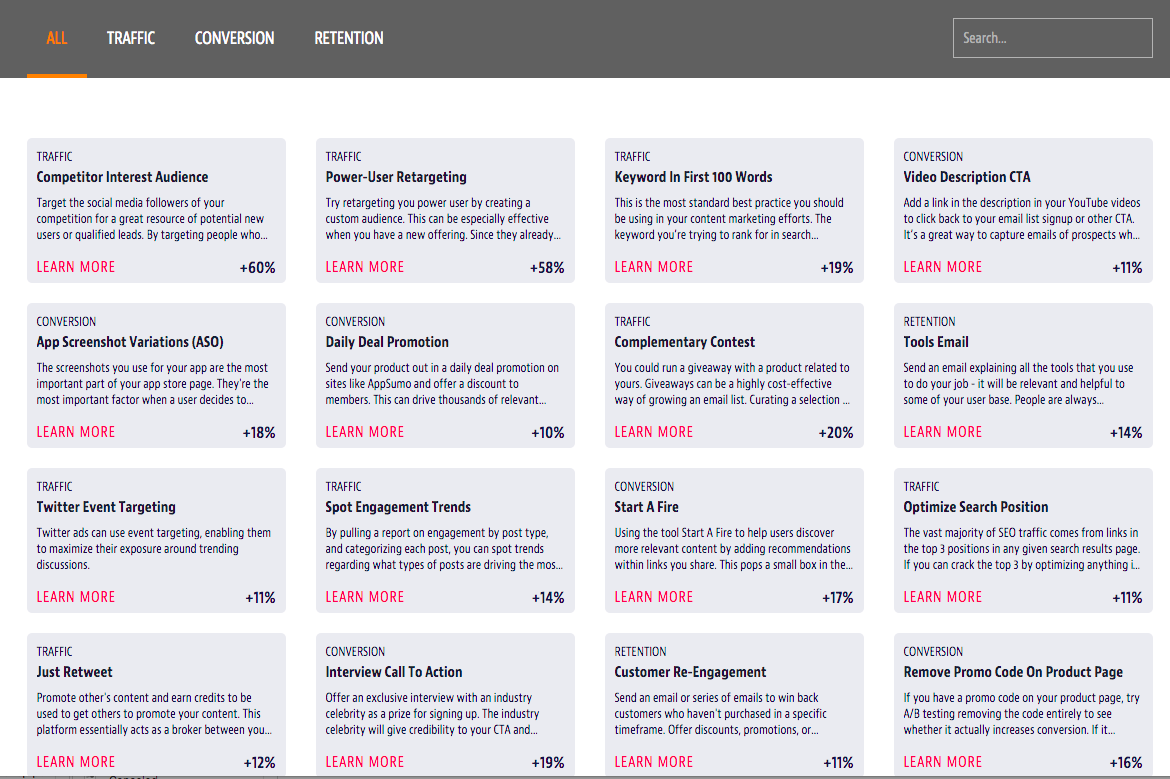 ALL
TRAFFIC
CONVERSION
RETENTION
Search...
TRAFFIC
Competitor Interest Audience
Target the social media followers of your
competition for a great resource of potential new
users or qualified leads. By targeting people who...
LEARN MORE
+60%
TRAFFIC
Power-User Retargeting
Try retargeting you power user by creating a
custom audience. This can be especially effective
when you have a new offering. Since they already...
LEARN MORE
+58%
TRAFFIC
Keyword In First 100 Words
This is the most standard best practice you should
be using in your content marketing efforts. The
keyword you're trying to rank for in search...
LEARN MORE
+19%
CONVERSION
Video Description CTA
Add a link in the description in your YouTube videos
to click back to your email list signup or other CTA.
It's a great way to capture emails of prospects wh...
LEARN MORE
+11%
CONVERSION
App Screenshot Variations (ASO)
The screenshots you use for your app are the most
important part of your app store page. They're the
most important factor when a user decides to...
LEARN MORE
+18%
CONVERSION
Daily Deal Promotion
Send your product out in a daily deal promotion on
sites like AppSumo and offer a discount to
members. This can drive thousands of relevant...
LEARN MORE
+10%
TRAFFIC
Complementary Contest
You could run a giveaway with a product related to
yours. Giveaways can be a highly cost-effective
way of growing an email list. Curating a selection ...
LEARN MORE
+20%
RETENTION
Tools Email
Send an email explaining all the tools that you use
to do your job - it will be relevant and helpful to
some of your user base. People are always...
LEARN MORE
+14%
TRAFFIC
Twitter Event Targeting
Twitter ads can use event targeting, enabling them
to maximize their exposure around trending
discussions.
LEARN MORE
+11%
TRAFFIC
Spot Engagement Trends
By pulling a report on engagement by post type,
and categorizing each post, you can spot trends
regarding what types of posts are driving the mos...
LEARN MORE
+14%
CONVERSION
Start A Fire
Using the tool Start A Fire to help users discover
more relevant content by adding recommendations
within links you share. This pops a small box in the...
LEARN MORE
+17%
TRAFFIC
Optimize Search Position
The vast majority of SEO traffic comes from links in
the top 3 positions in any given search results page.
If you can crack the top 3 by optimizing anything i...
LEARN MORE
+11%
TRAFFIC
Just Retweet
Promote other's content and earn credits to be
used to get others to promote your content. This
platform essentially acts as a broker between you...
LEARN MORE
+12%
CONVERSION
Interview Call To Action
Offer an exclusive interview with an industry
celebrity as a prize for signing up. The industry
celebrity will give credibility to your CTA and...
LEARN MORE
+19%
RETENTION
Customer Re-Engagement
Send an email or series of emails to win back
customers who haven't purchased in a specific
timeframe. Offer discounts, promotions, or...
LEARN MORE
+11%
CONVERSION
Remove Promo Code On Product Page
If you have a promo code on your product page, try
A/B testing removing the code entirely to see
whether it actually increases conversion. If it...
LEARN MORE
+16%